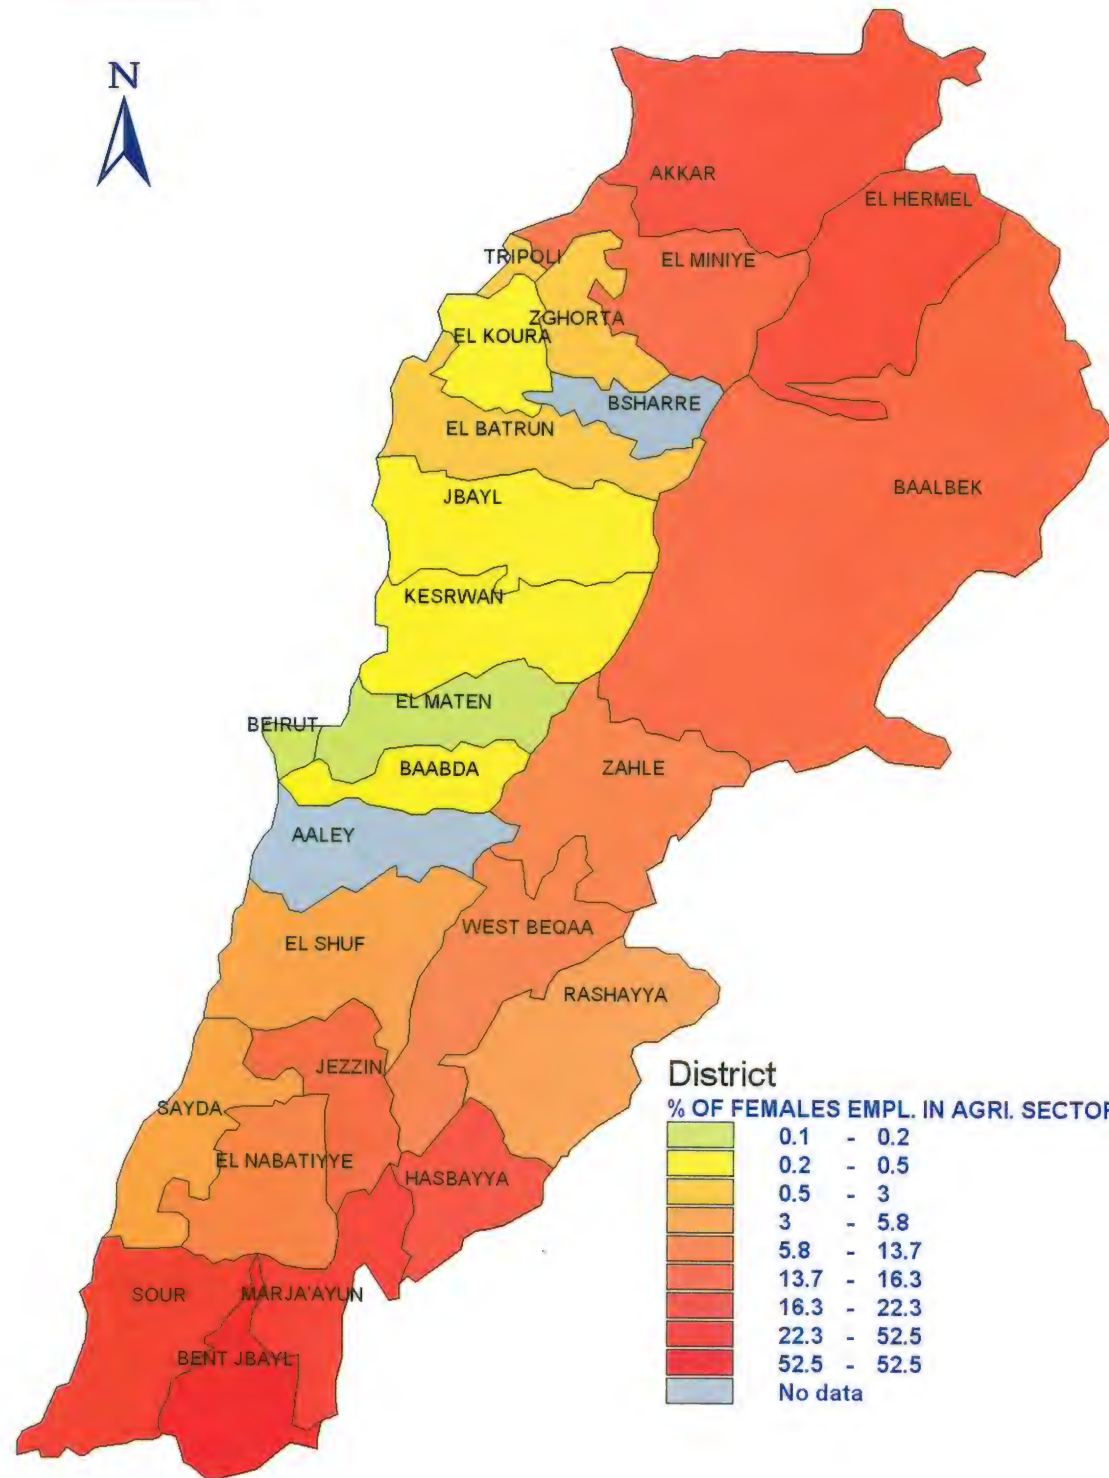 N
AKKAR
EL HERMEL
TRIPOLI
EL MINIYE
ZGHORTA
EL KOURA
BSHARRE
EL BATRUN
BAALBEK
JBAYL
KESRWAN
EL MATEN
BEIRUT
BAABDA
ZAHLE
AALEY
WEST BEQAA
EL SHUF
RASHAYYA
JEZZIN
SAYDA
EL NABATIYYE
HASBAYYA
SOUR
MARJA'AYUN
BENT JBAYL
District
% OF FEMALES EMPL. IN AGRI. SECTOR
0.1 - 0.2
0.2 - 0.5
0.5 - 3
3 - 5.8
5.8 - 13.7
13.7 - 16.3
16.3 - 22.3
22.3 - 52.5
52.5 - 52.5
No data